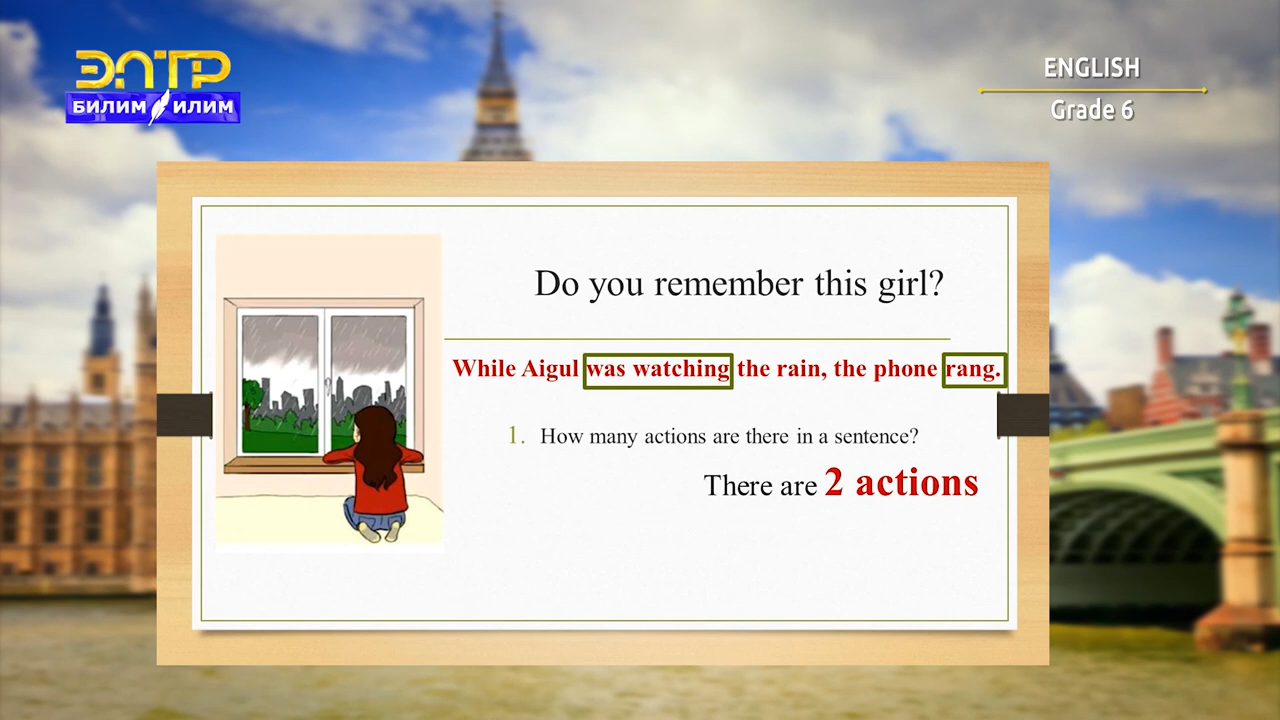 ЭЛТР
БИЛИМ ИЛИМ
ENGLISH
Grade 6
Do you remember this girl?
While Aigul was watching the rain, the phone rang.
1. How many actions are there in a sentence?
There are 2 actions